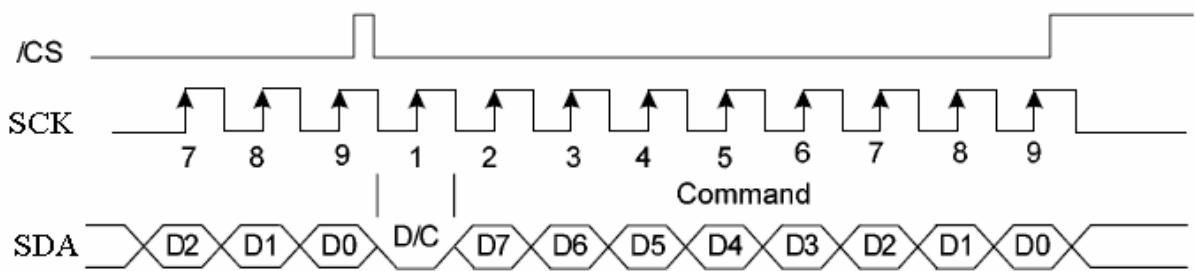 /CS
SCK
7 8 9 1 2 3 4 5 6 7 8 9
Command
SDA D2 D1 D0 D/C D7 D6 D5 D4 D3 D2 D1 D0